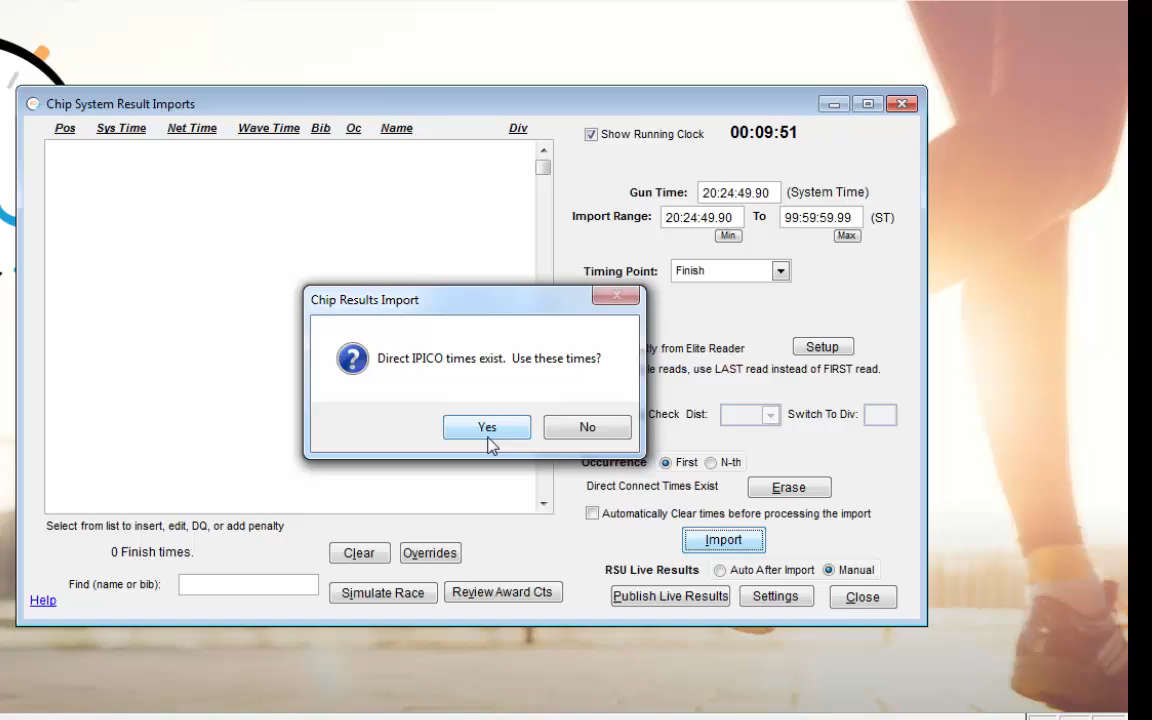 Chip System Result Imports
Pos Sys Time Net Time Wave Time Bib Oc Name Div
Show Running Clock 00:09:51
Gun Time: 20:24:49.90 (System Time)
Import Range: 20:24:49.90 To 99:59:59.99 (ST)
Min Max
Timing Point: Finish
Chip Results Import
Direct IPICO times exist. Use these times?
Yes No
tly from Elite Reader Setup
le reads, use LAST read instead of FIRST read.
Check Dist: Switch To Div:
Occurrence First N-th
Direct Connect Times Exist Erase
Automatically Clear times before processing the import
Import
Select from list to insert, edit, DQ, or add penalty
0 Finish times. Clear Overrides
RSU Live Results Auto After Import Manual
Find (name or bib):
Help Simulate Race Review Award Cts Publish Live Results Settings Close